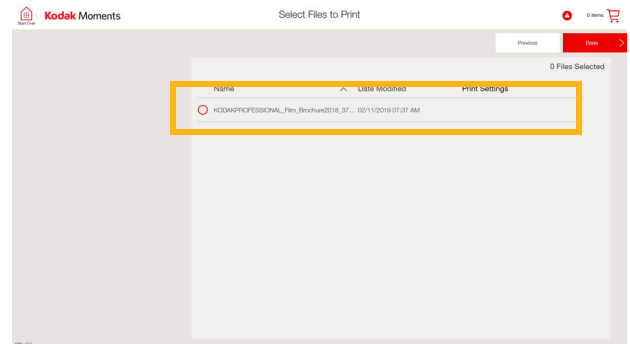 Start Over
Kodak Moments
Select Files to Print
0 items
Previous
Done
0 Files Selected
Name Date Modified Print Settings
KODAKPROFESSIONAL_Film_Brochure2018_37... 02/11/2019 07:37 AM